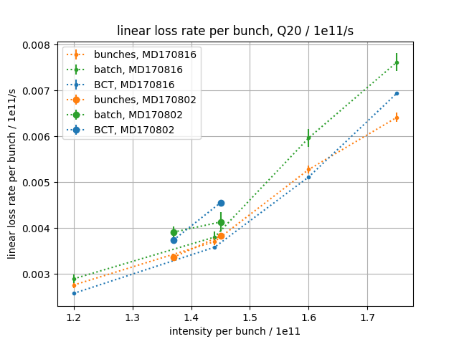 linear loss rate per bunch, Q20 / 1e11/s
0.008
0.007
0.006
0.005
0.004
0.003
linear loss rate per bunch / 1e11/s
bunches, MD170816
batch, MD170816
BCT, MD170816
bunches, MD170802
batch, MD170802
BCT, MD170802
1.2 1.3 1.4 1.5 1.6 1.7
intensity per bunch / 1e11